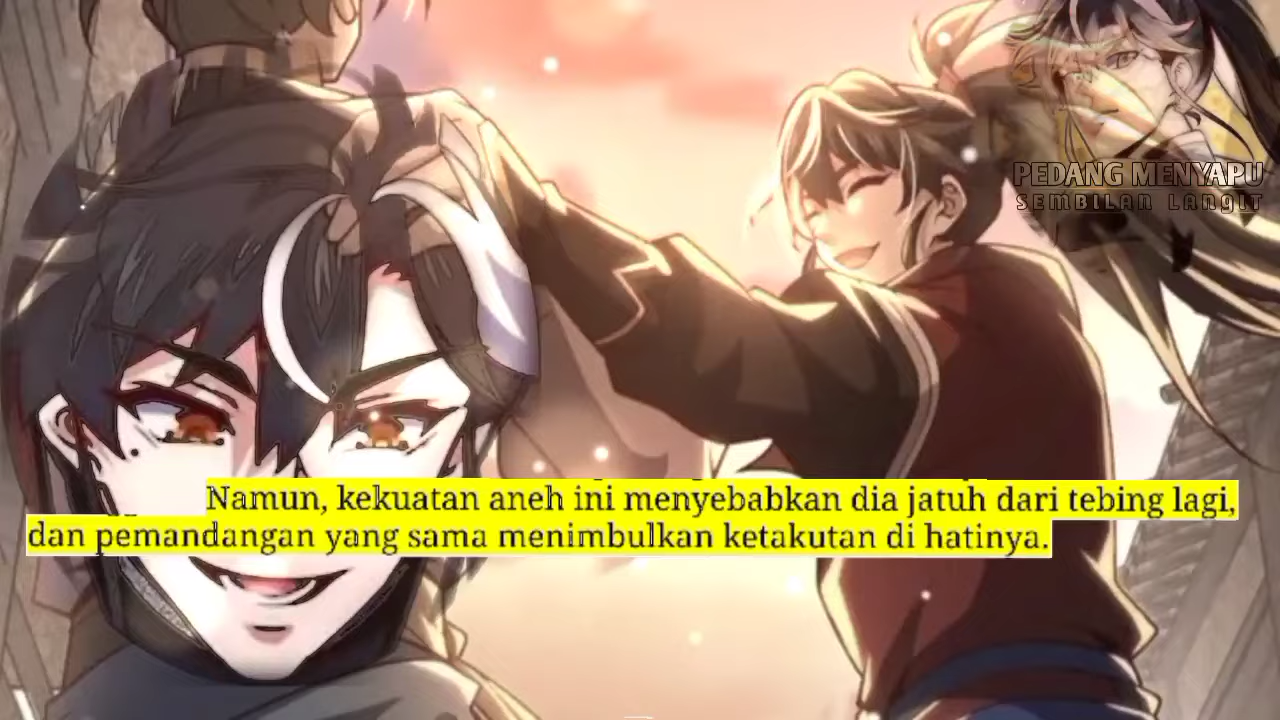 PEDANG MENYAPU
SEMBILAN LANGIT
Namun, kekuatan aneh ini menyebabkan dia jatuh dari tebing lagi,
dan pemandangan yang sama menimbulkan ketakutan di hatinya.